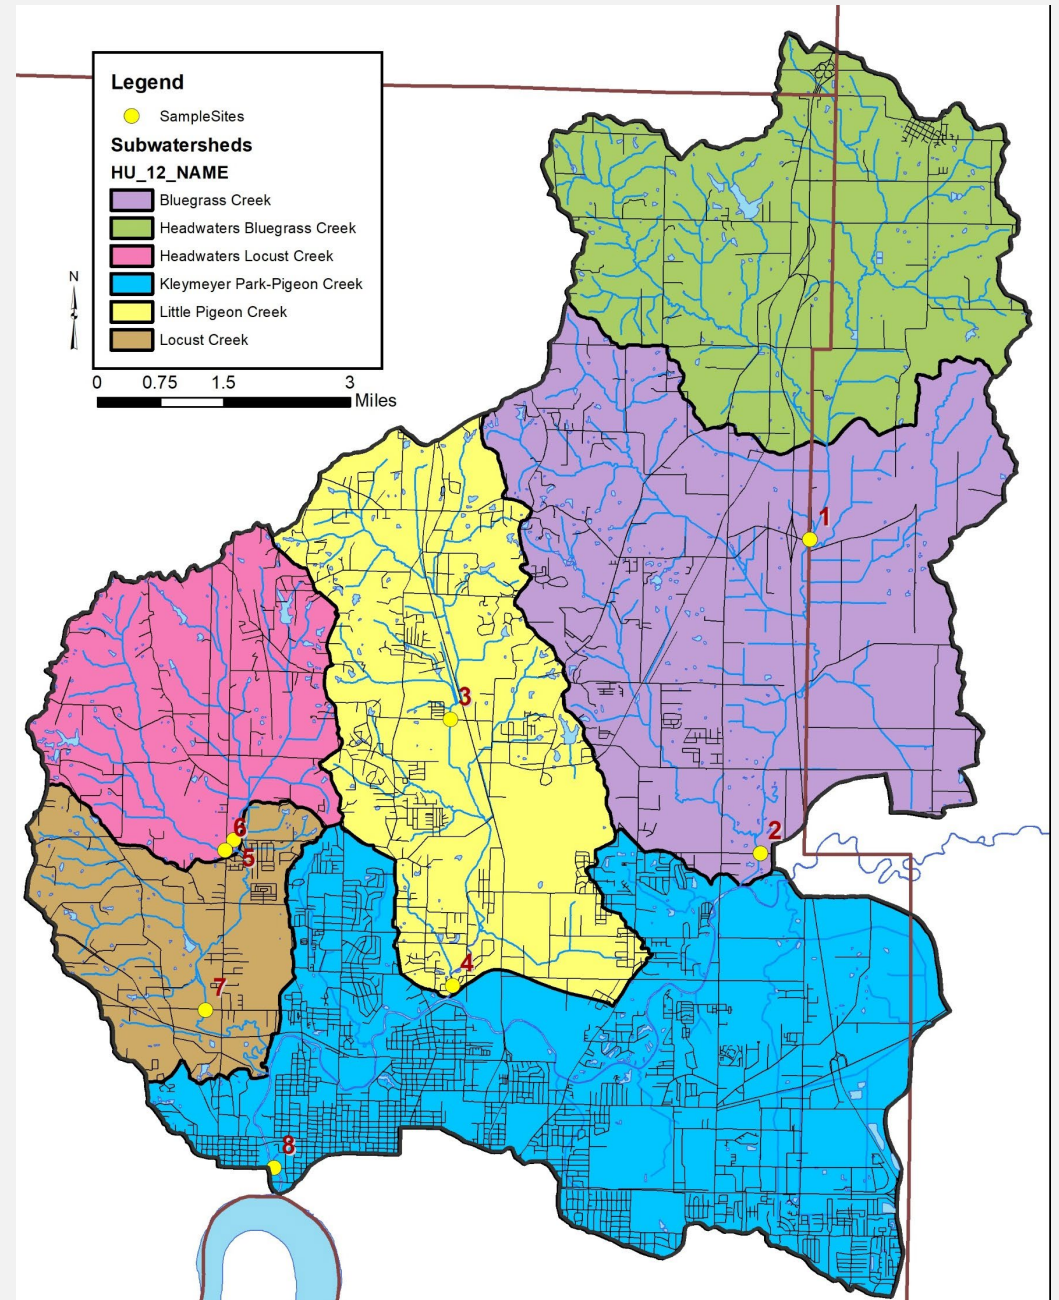 Legend
SampleSites
Subwatersheds
HU_12_NAME
Bluegrass Creek
Headwaters Bluegrass Creek
Headwaters Locust Creek
Kleymeyer Park-Pigeon Creek
Little Pigeon Creek
Locust Creek
N
0 0.75 1.5 3
Miles
1
2
3
4
5
6
7
8